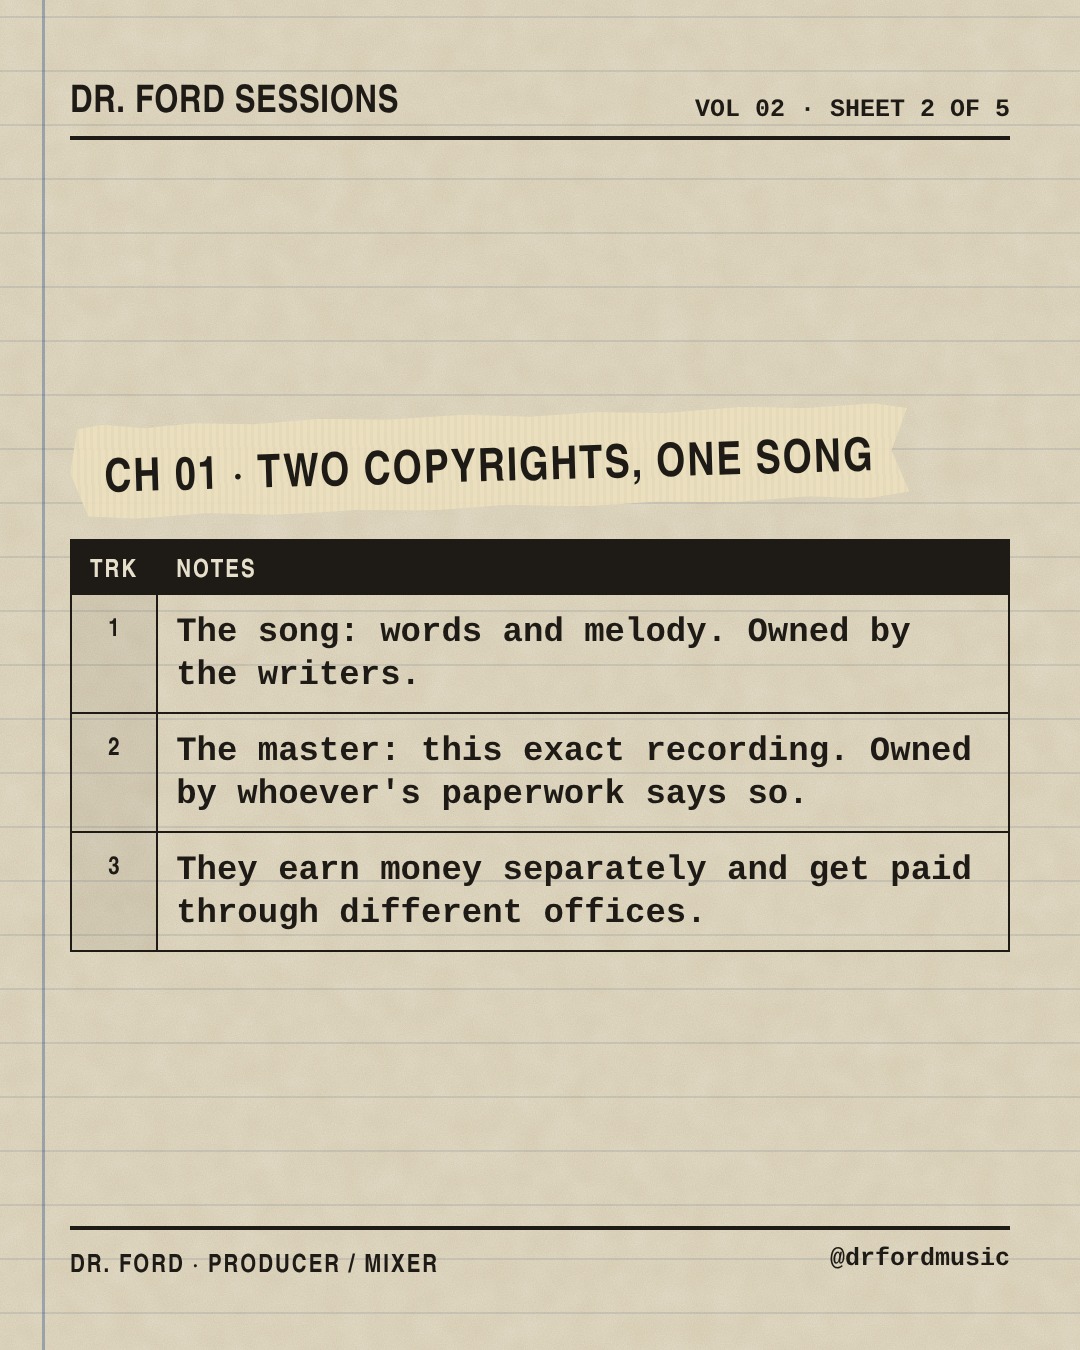 DR. FORD SESSIONS
VOL 02 · SHEET 2 OF 5
CH 01 · TWO COPYRIGHTS, ONE SONG
TRK NOTES
1 The song: words and melody. Owned by
the writers.
2 The master: this exact recording. Owned
by whoever's paperwork says so.
3 They earn money separately and get paid
through different offices.
DR. FORD · PRODUCER / MIXER
@drfordmusic